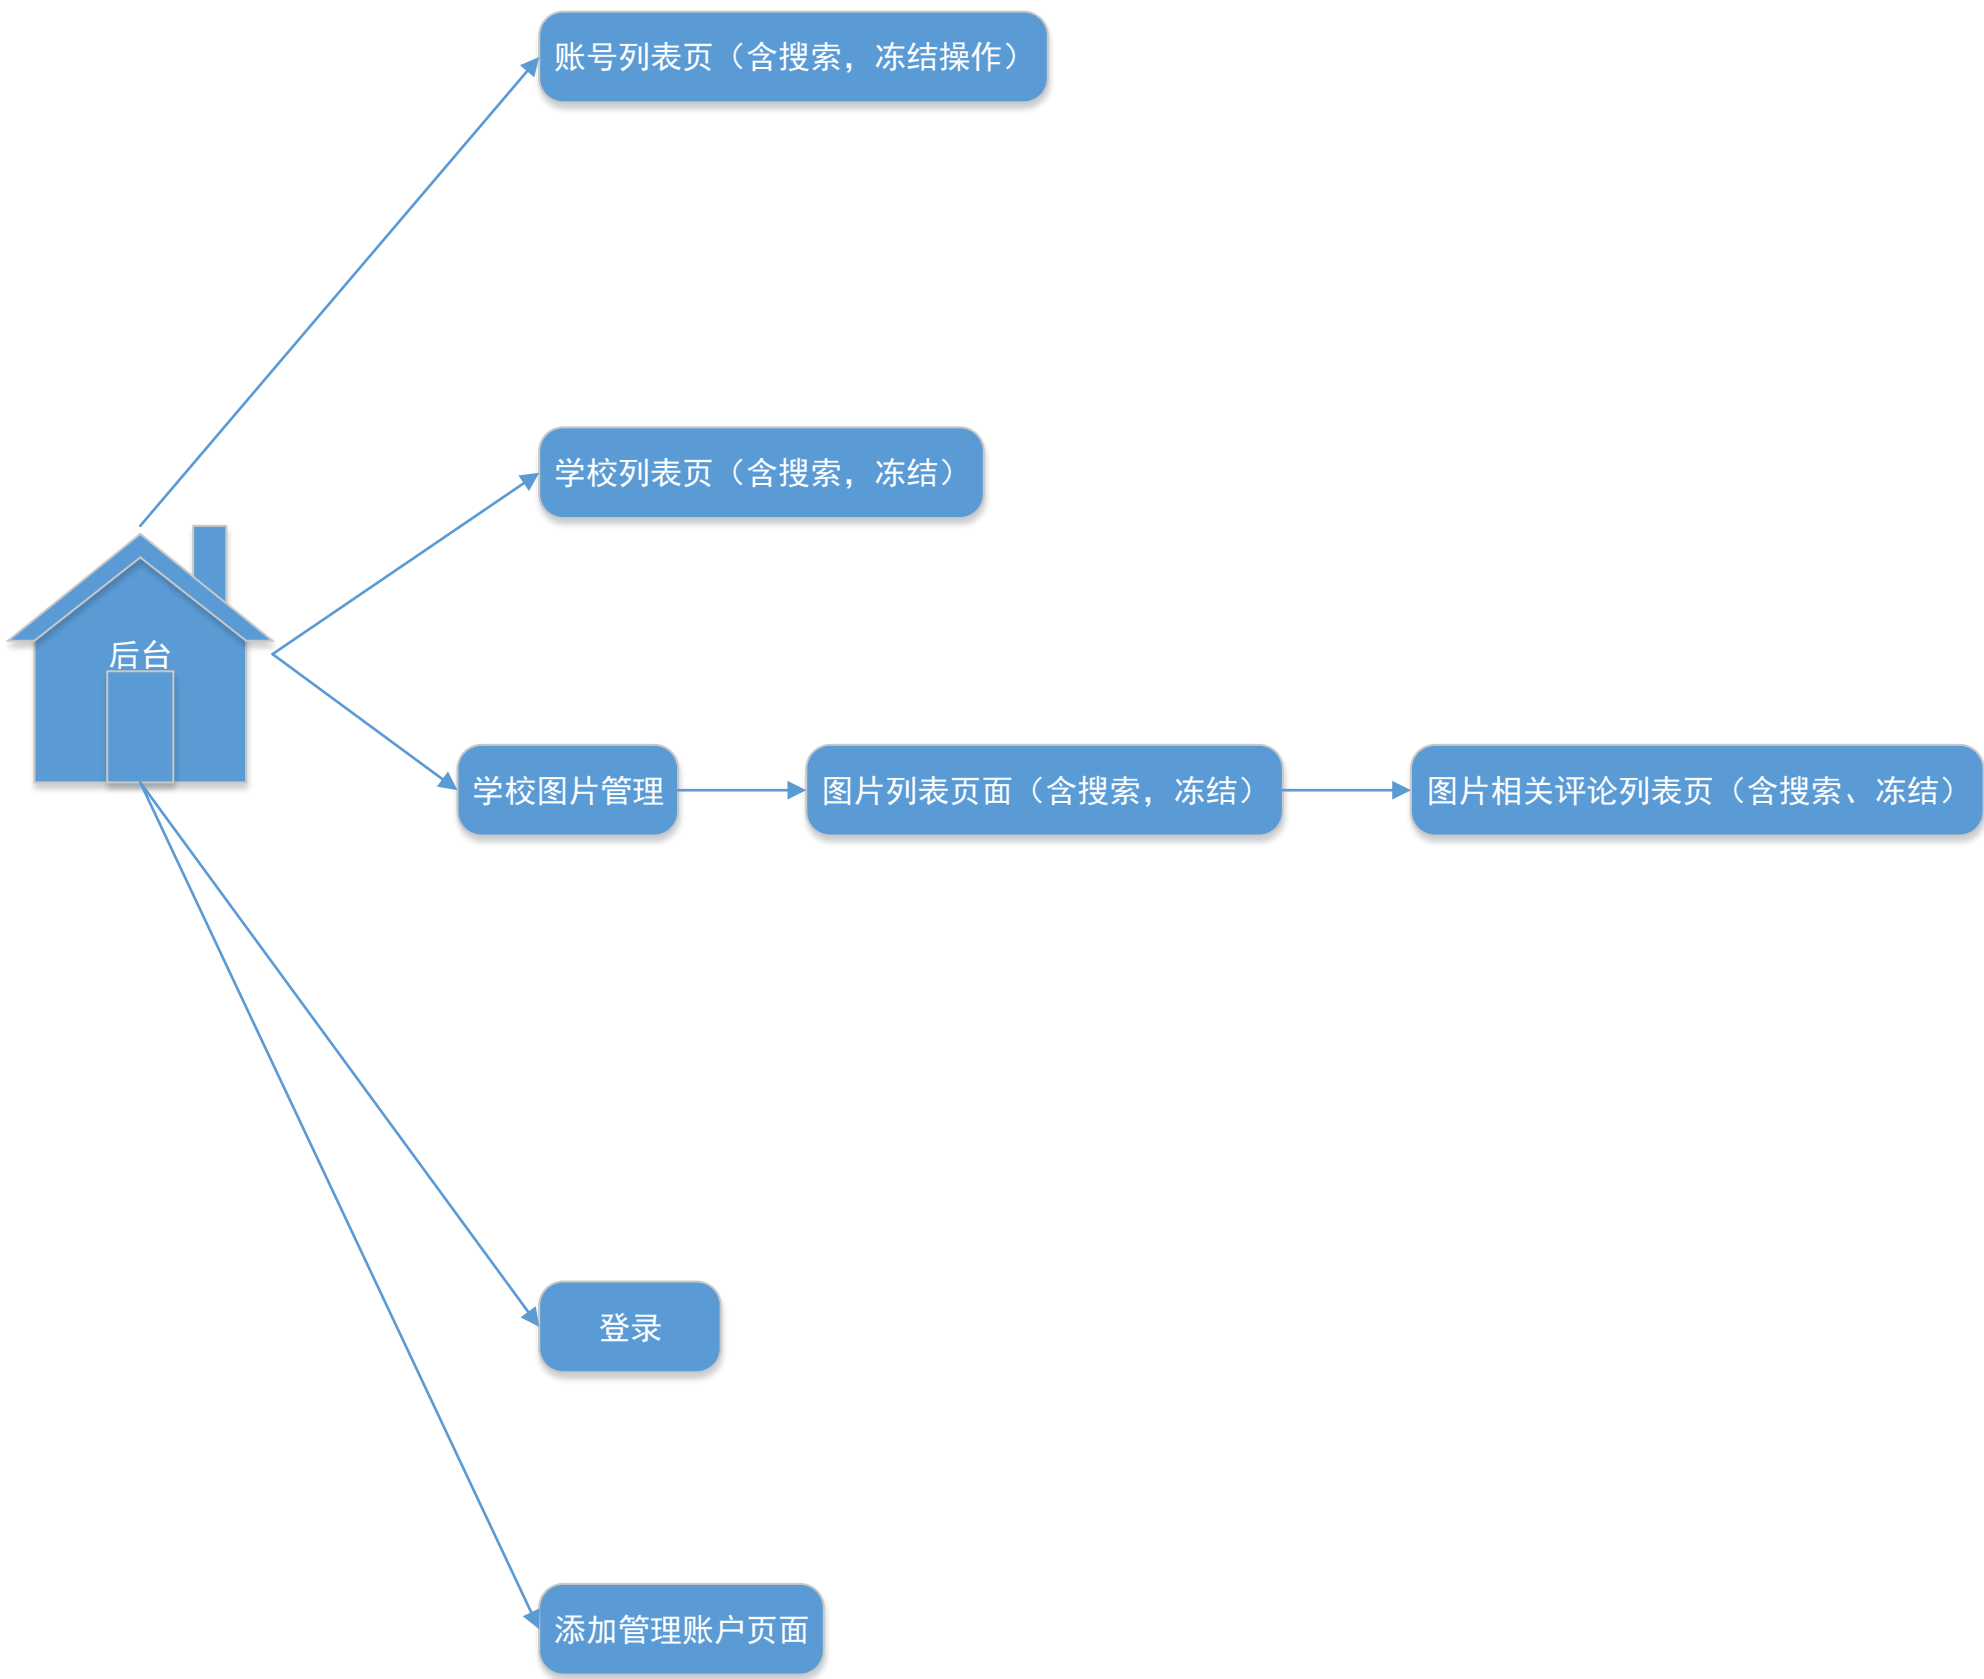 账号列表页（含搜索，冻结操作）
学校列表页（含搜索，冻结）
后台
学校图片管理
图片列表页面（含搜索，冻结）
图片相关评论列表页（含搜索、冻结）
登录
添加管理账户页面